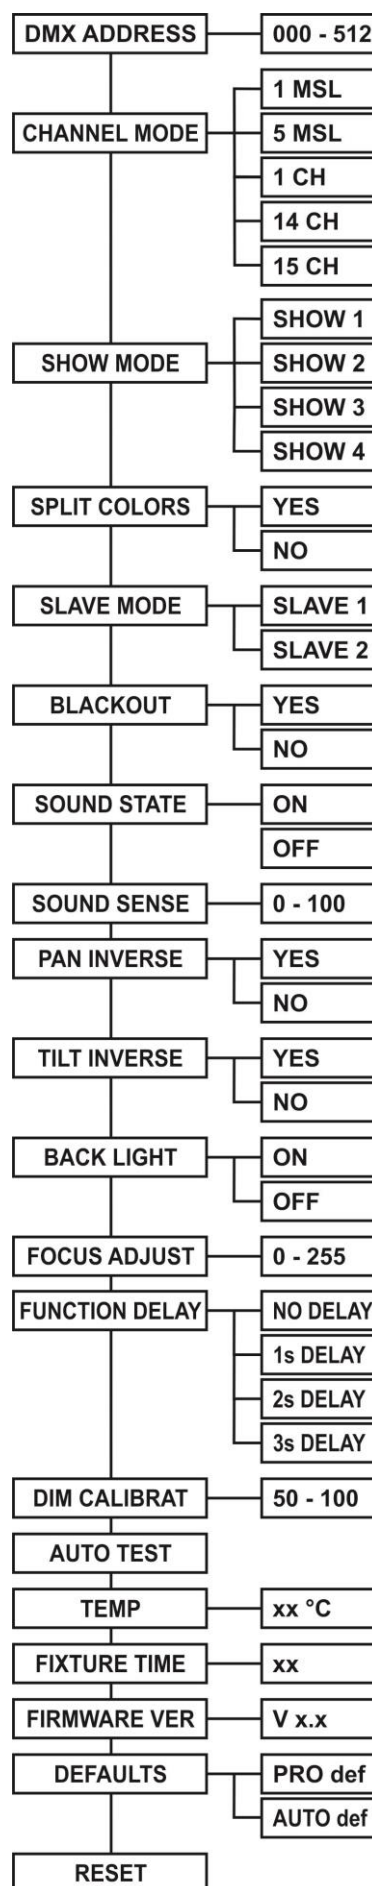 DMX ADDRESS
000 - 512
CHANNEL MODE
1 MSL
5 MSL
1 CH
14 CH
15 CH
SHOW MODE
SHOW 1
SHOW 2
SHOW 3
SHOW 4
SPLIT COLORS
YES
NO
SLAVE MODE
SLAVE 1
SLAVE 2
BLACKOUT
YES
NO
SOUND STATE
ON
OFF
SOUND SENSE
0 - 100
PAN INVERSE
YES
NO
TILT INVERSE
YES
NO
BACK LIGHT
ON
OFF
FOCUS ADJUST
0 - 255
FUNCTION DELAY
NO DELAY
1s DELAY
2s DELAY
3s DELAY
DIM CALIBRAT
50 - 100
AUTO TEST
TEMP
xx °C
FIXTURE TIME
xx
FIRMWARE VER
V x.x
DEFAULTS
PRO def
AUTO def
RESET